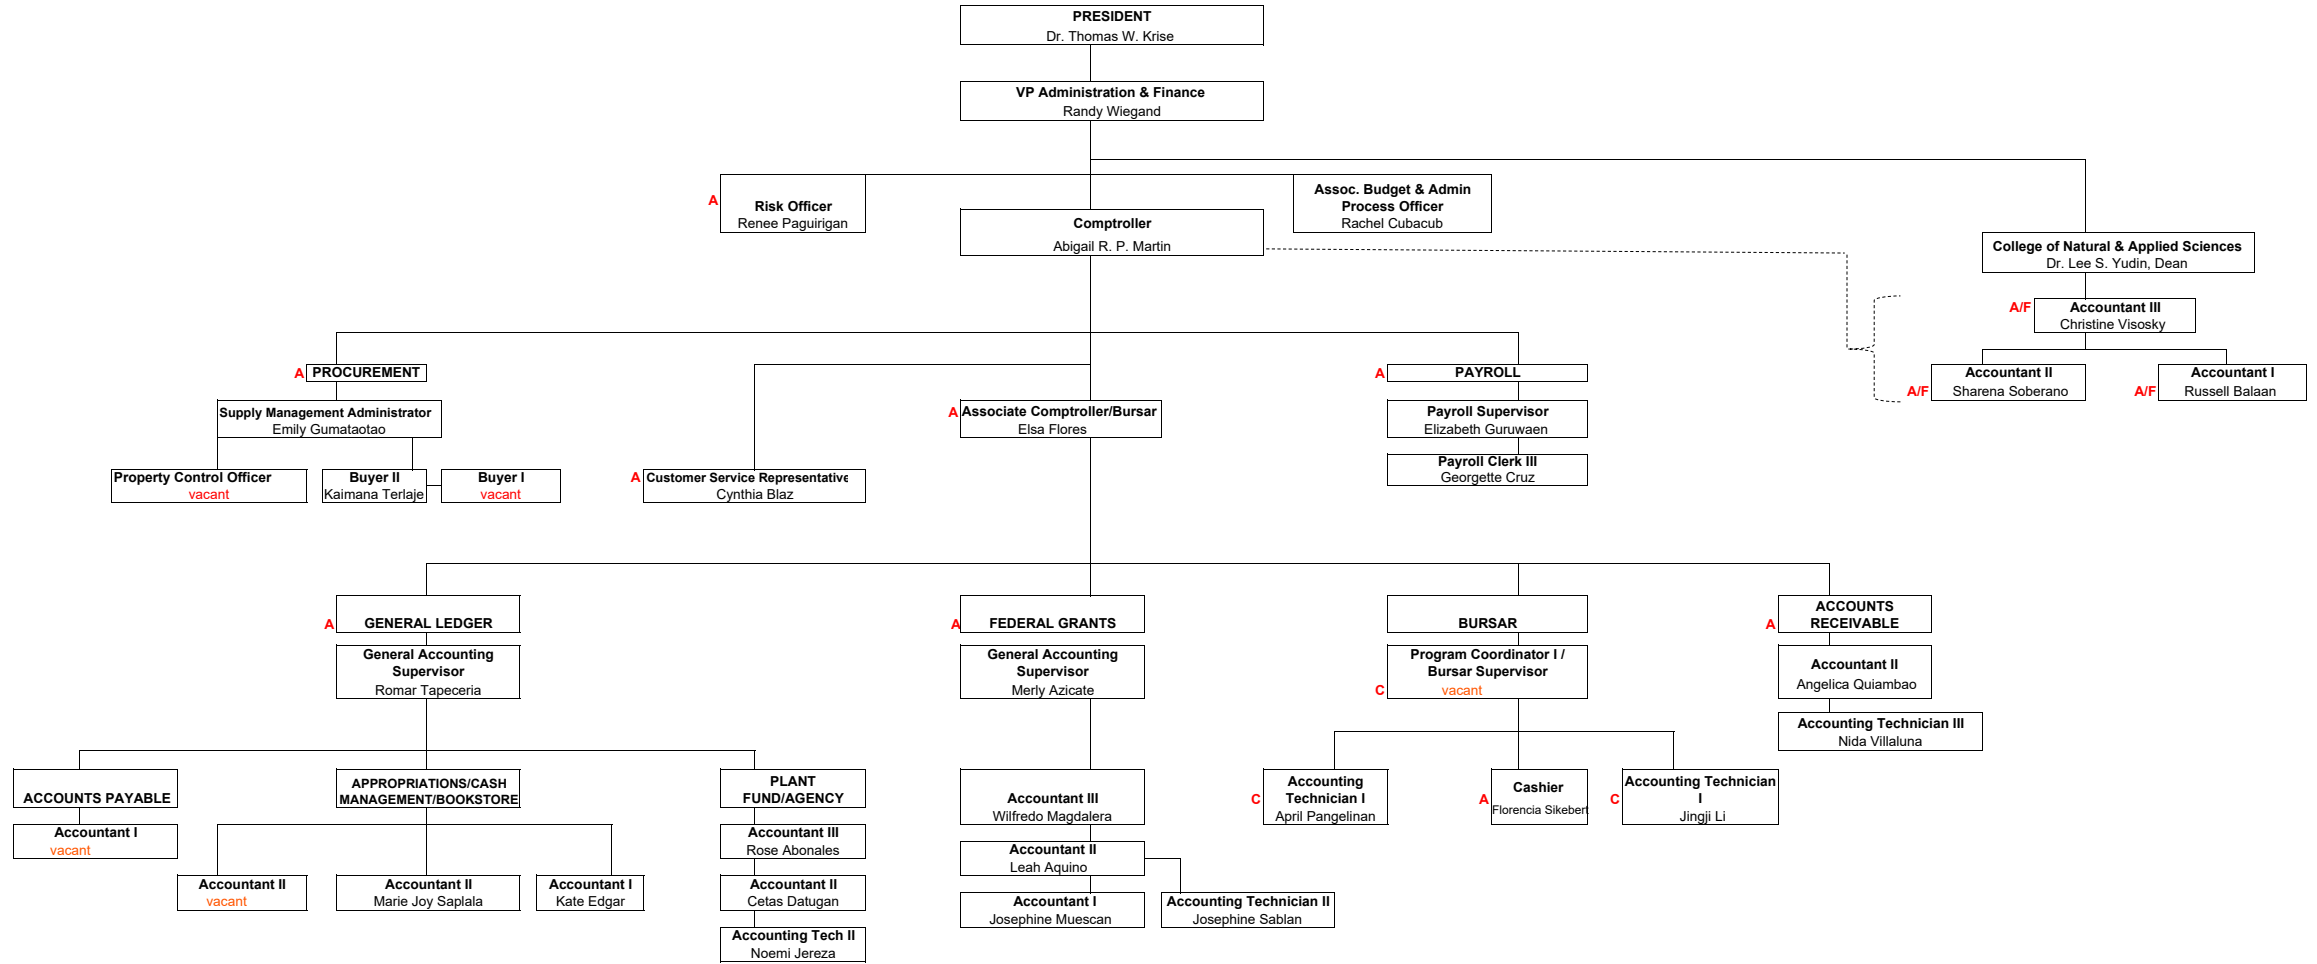 PRESIDENT
Dr. Thomas W. Krise
VP Administration & Finance
Randy Wiegand
A
Risk Officer
Renee Paguirigan
Comptroller
Abigail R. P. Martin
Assoc. Budget & Admin
Process Officer
Rachel Cubacub
College of Natural & Applied Sciences
Dr. Lee S. Yudin, Dean
A/F
Accountant III
Christine Visosky
A/F
Accountant II
Sharena Soberano
A/F
Accountant I
Russell Balaan
A
PROCUREMENT
Supply Management Administrator
Emily Gumataotao
Property Control Officer
vacant
Buyer II
Kaimana Terlaje
Buyer I
vacant
A
Customer Service Representative
Cynthia Blaz
A
Associate Comptroller/Bursar
Elsa Flores
A
PAYROLL
Payroll Supervisor
Elizabeth Guruwaen
Payroll Clerk III
Georgette Cruz
A
GENERAL LEDGER
General Accounting
Supervisor
Romar Tapeceria
A
FEDERAL GRANTS
General Accounting
Supervisor
Merly Azicate
BURSAR
Program Coordinator I /
Bursar Supervisor
C
vacant
A
ACCOUNTS
RECEIVABLE
Accountant II
Angelica Quiambao
Accounting Technician III
Nida Villaluna
ACCOUNTS PAYABLE
Accountant I
vacant
APPROPRIATIONS/CASH
MANAGEMENT/BOOKSTORE
Accountant II
vacant
Accountant II
Marie Joy Saplala
Accountant I
Kate Edgar
PLANT
FUND/AGENCY
Accountant III
Rose Abonales
Accountant II
Cetas Datugan
Accounting Tech II
Noemi Jereza
Accountant III
Wilfredo Magdalera
Accountant II
Leah Aquino
Accountant I
Josephine Muescan
Accounting Technician II
Josephine Sablan
C
Accounting
Technician I
April Pangelinan
A
Cashier
Florencia Sikebert
C
Accounting Technician
I
Jingji Li